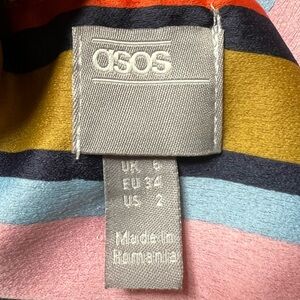 asos
UK 6
EU 34
US 2
Made in
Romania